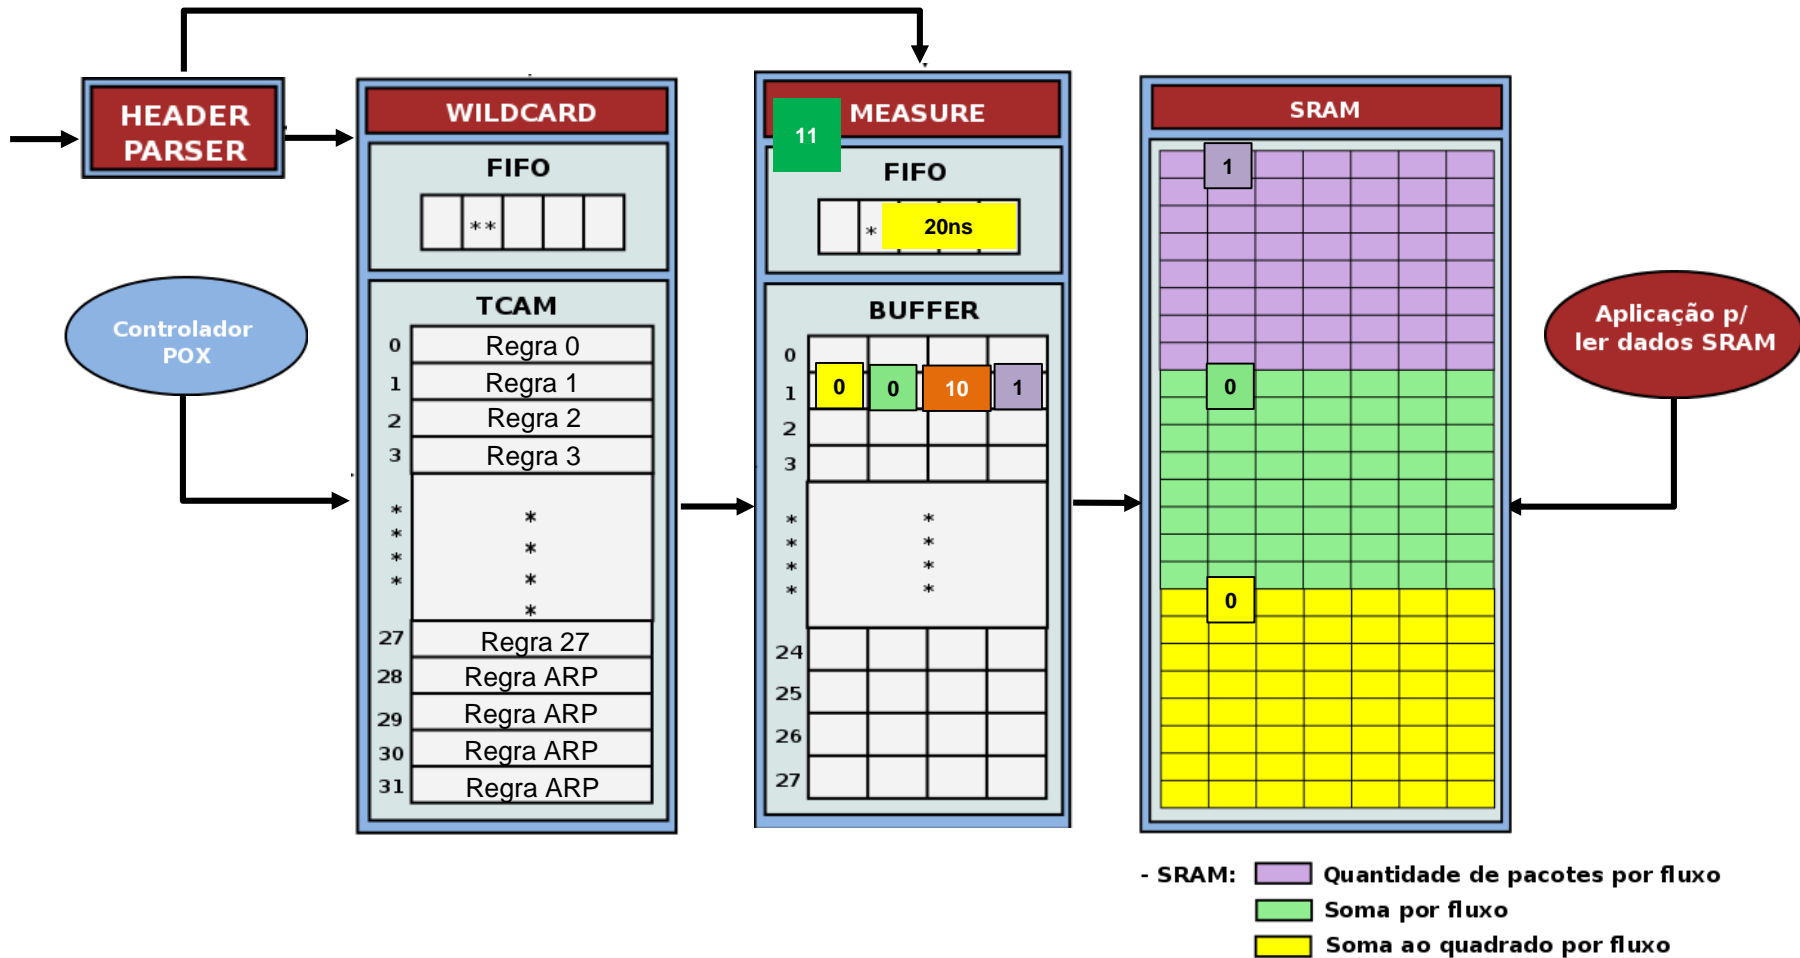 HEADER
PARSER
WILDCARD
FIFO
**
TCAM
0 Regra 0
1 Regra 1
2 Regra 2
3 Regra 3
* *
* *
* *
* *
27 Regra 27
28 Regra ARP
29 Regra ARP
30 Regra ARP
31 Regra ARP
Controlador
POX
MEASURE
11
FIFO
* 20ns
BUFFER
0
1 0 0 10 1
2
3
* *
* *
* *
* *
24
25
26
27
SRAM
1
0
0
Aplicação p/
ler dados SRAM
- SRAM: Quantidade de pacotes por fluxo
Soma por fluxo
Soma ao quadrado por fluxo